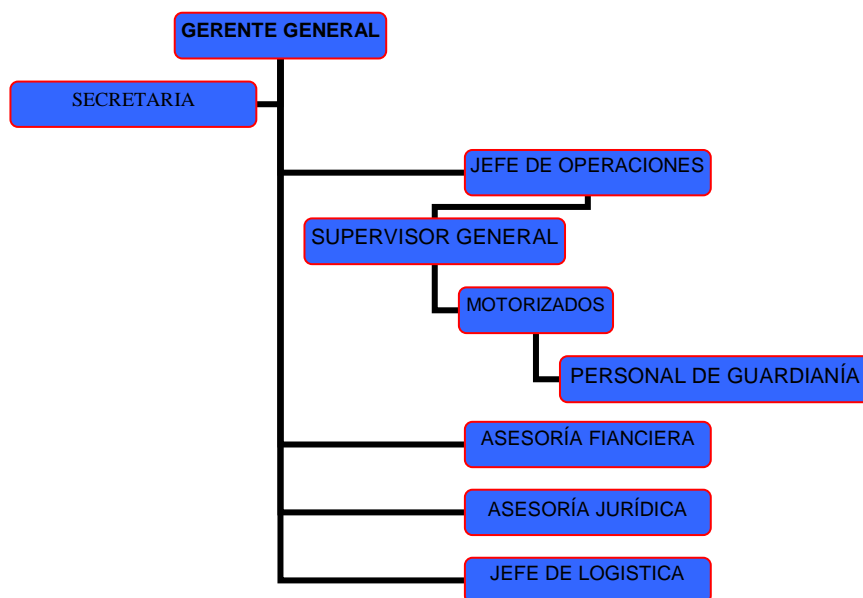 GERENTE GENERAL
SECRETARIA
JEFE DE OPERACIONES
SUPERVISOR GENERAL
MOTORIZADOS
PERSONAL DE GUARDIANÍA
ASESORÍA FIANCIERA
ASESORÍA JURÍDICA
JEFE DE LOGISTICA